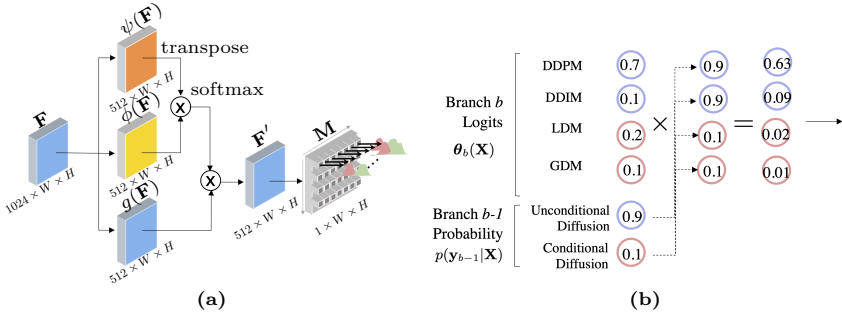 ψ(F)
transpose
512 × W × H
softmax
F
ϕ(F)
X
1024 × W × H
512 × W × H
g(F)
X
512 × W × H
F′
512 × W × H
M
1 × W × H
(a)
Branch b
Logits
θb(X)
DDPM 0.7 0.9 0.63
DDIM 0.1 0.9 0.09
LDM 0.2 × 0.1 = 0.02
GDM 0.1 0.1 0.01
Branch b-1
Probability
p(yb−1|X)
Unconditional
Diffusion
0.9
Conditional
Diffusion
0.1
(b)